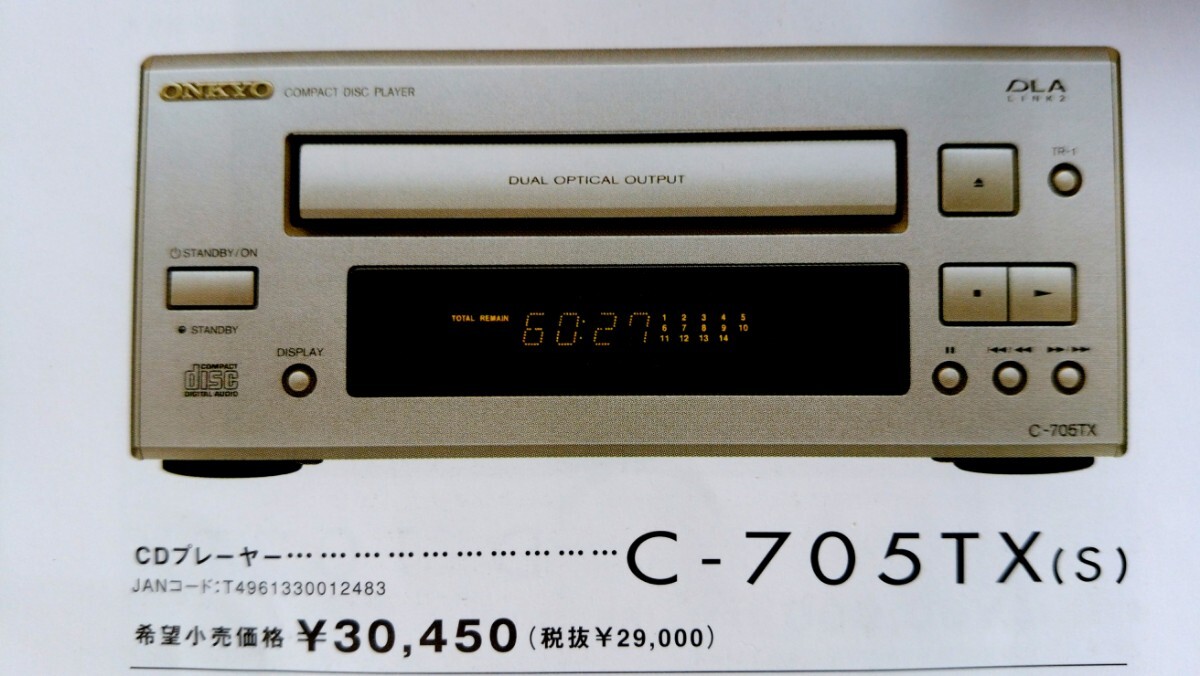 ONKYO COMPACT DISC PLAYER
DLA
LINK2
TR-1
DUAL OPTICAL OUTPUT
STANDBY/ON
STANDBY
DISPLAY
COMPACT
disc
DIGITAL AUDIO
TOTAL REMAIN 60:27
1 2 3 4 5
6 7 8 9 10
11 12 13 14
C-705TX
CDプレーヤー…………………………C-705TX(S)
JANコード:T4961330012483
希望小売価格 ¥30,450(税抜¥29,000)